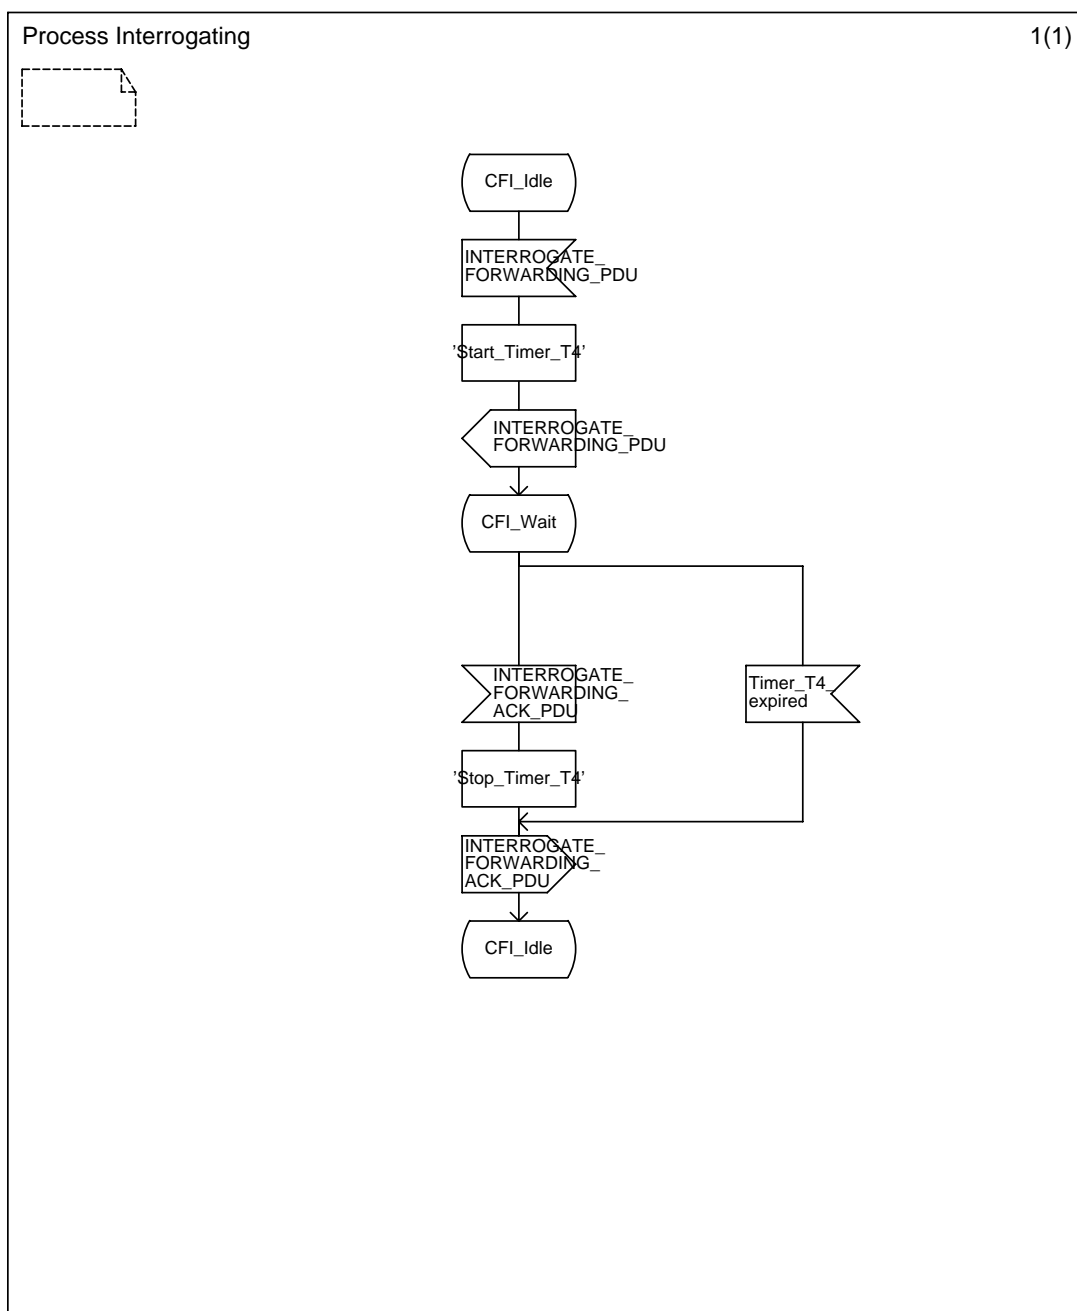 Process Interrogating
1(1)
CFI_Idle
INTERROGATE_
FORWARDING_PDU
’Start_Timer_T4’
INTERROGATE_
FORWARDING_PDU
CFI_Wait
INTERROGATE_
FORWARDING_
ACK_PDU
Timer_T4_
expired
’Stop_Timer_T4’
INTERROGATE_
FORWARDING_
ACK_PDU
CFI_Idle